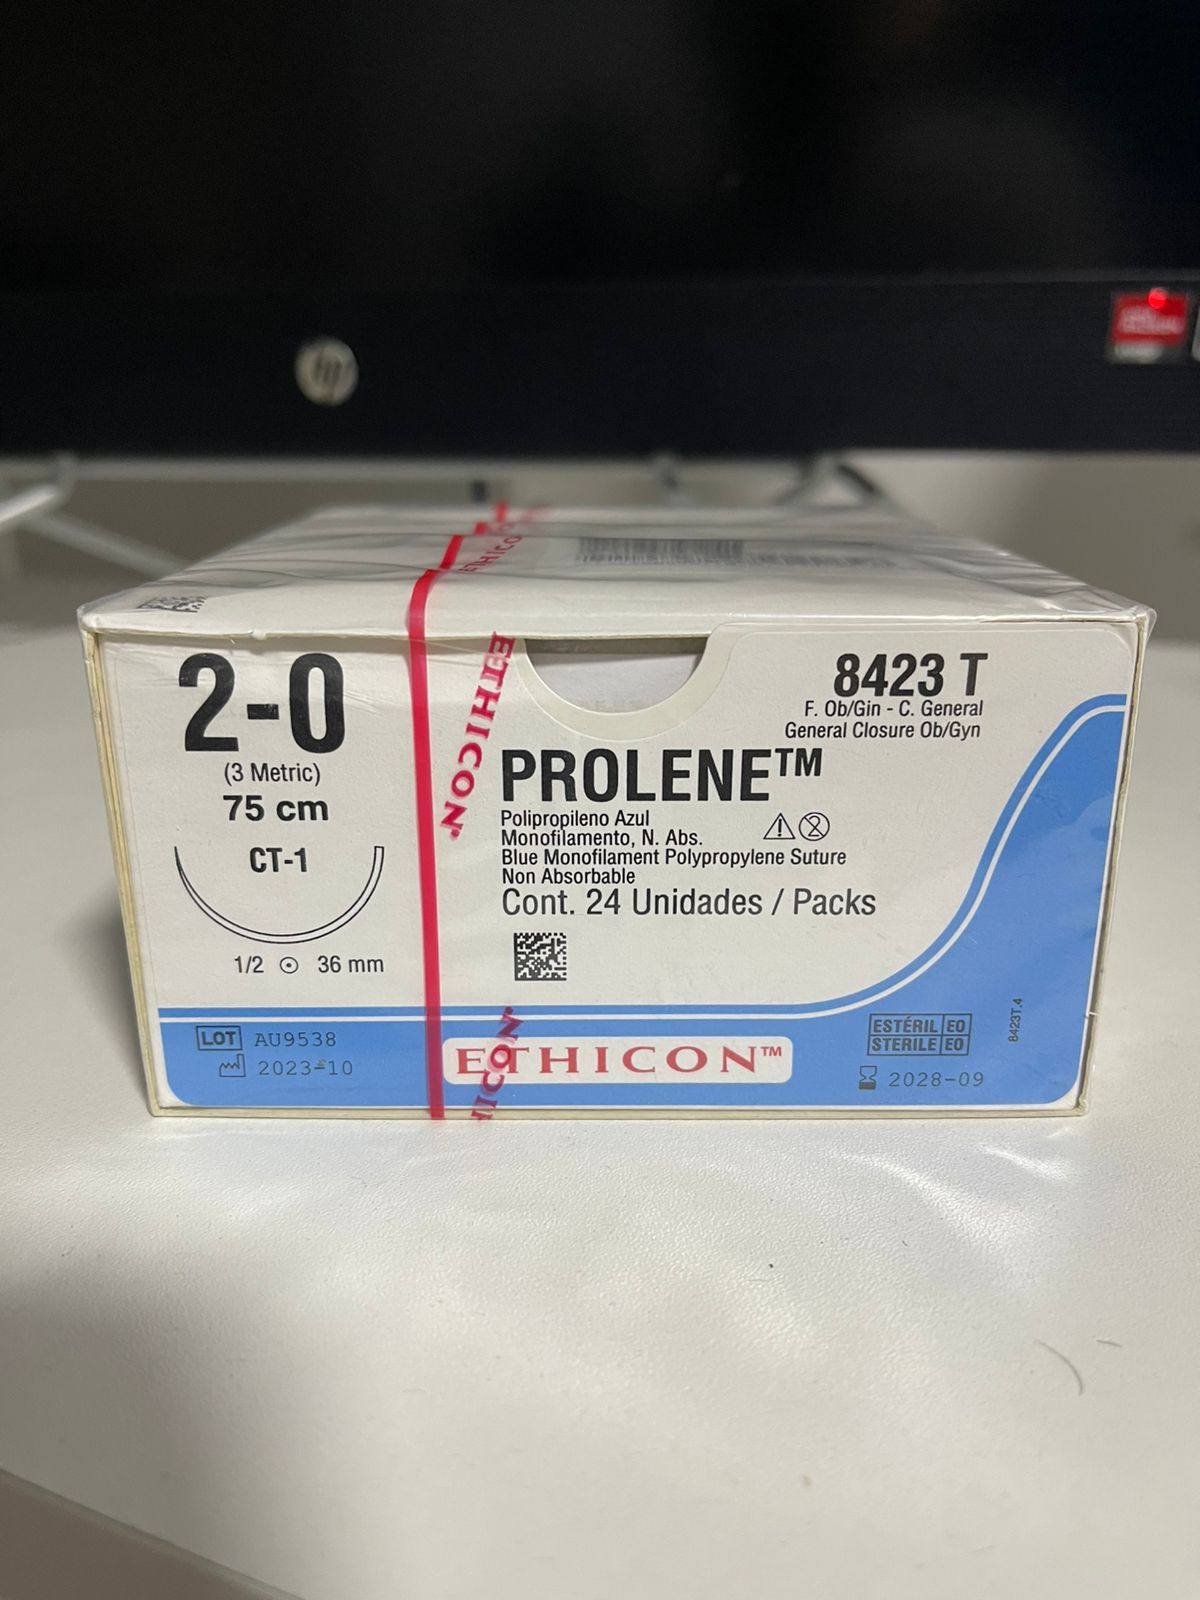 hp
2-0
(3 Metric)
75 cm
CT-1
1/2 36 mm
LOT AU9538
2023-10
ETHICON
ETHICON
8423 T
F. Ob/Gin - C. General
General Closure Ob/Gyn
PROLENE™
Polipropileno Azul
Monofilamento, N. Abs.
Blue Monofilament Polypropylene Suture
Non Absorbable
Cont. 24 Unidades / Packs
2
ETHICON™
ESTÉRIL EO
STERILE EO
2028-09
8423T.4